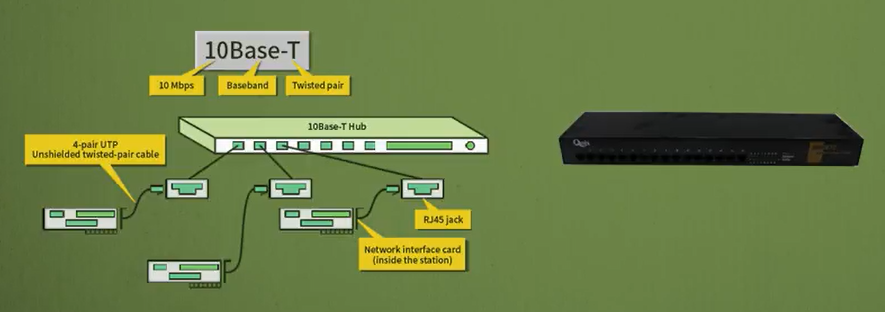 10Base-T
10 Mbps
Baseband
Twisted pair
10Base-T Hub
4-pair UTP
Unshielded twisted-pair cable
RJ45 jack
Network interface card
(inside the station)